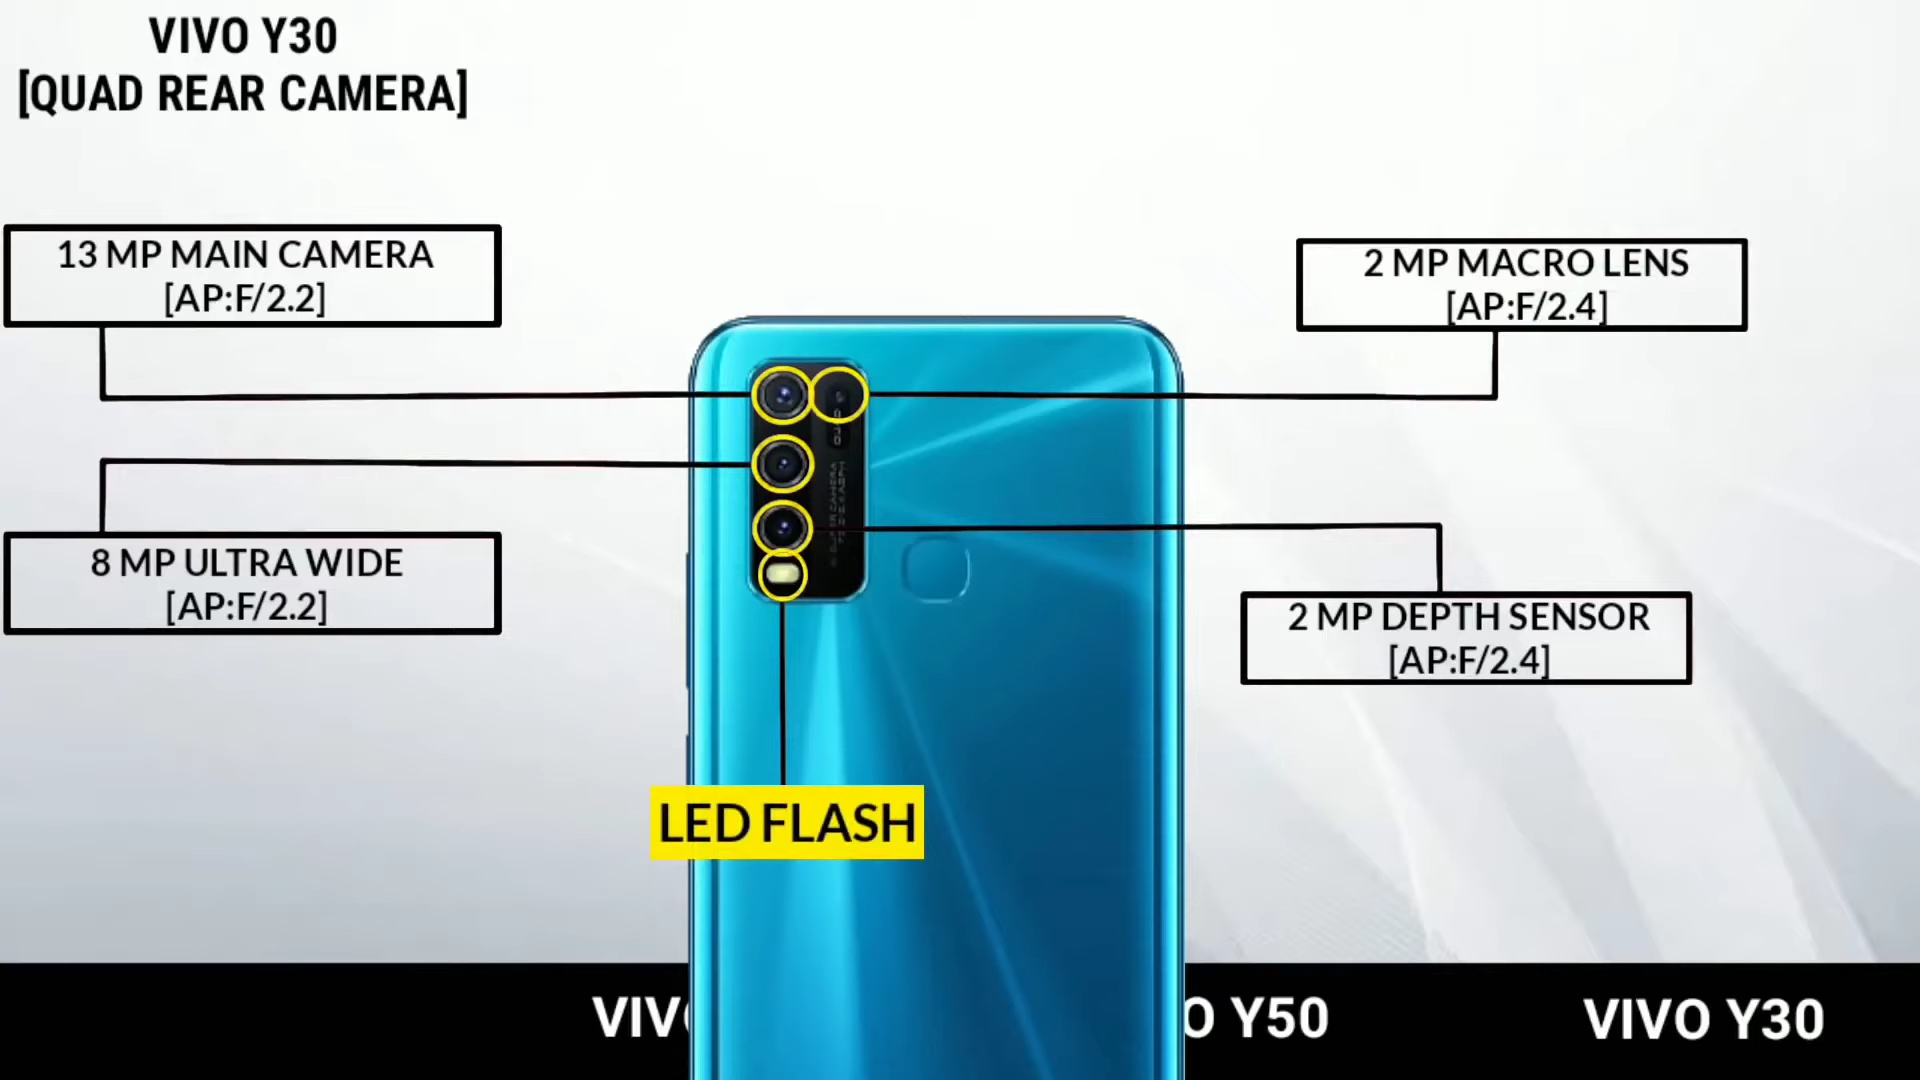 VIVO Y30
[QUAD REAR CAMERA]
13 MP MAIN CAMERA
[AP:F/2.2]
2 MP MACRO LENS
[AP:F/2.4]
8 MP ULTRA WIDE
[AP:F/2.2]
2 MP DEPTH SENSOR
[AP:F/2.4]
LED FLASH
Y50
VIVO Y30